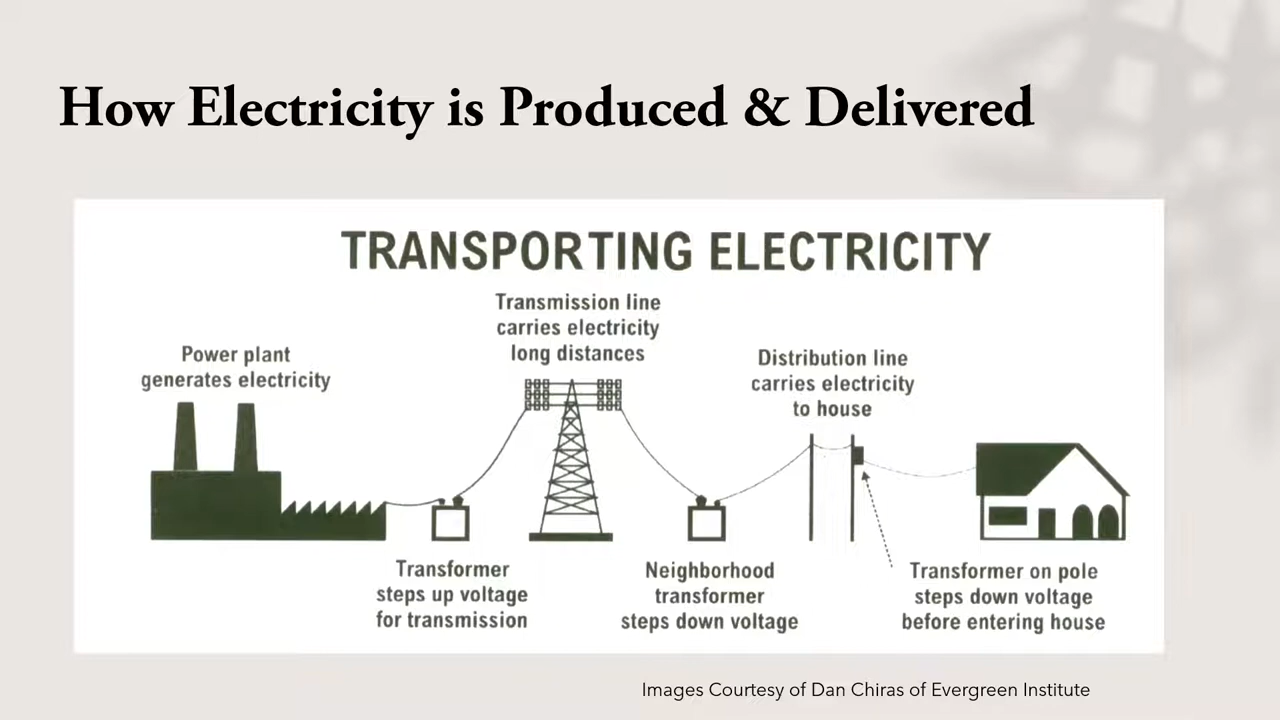 How Electricity is Produced & Delivered
TRANSPORTING ELECTRICITY
Power plant
generates electricity
Transmission line
carries electricity
long distances
Distribution line
carries electricity
to house
Transformer
steps up voltage
for transmission
Neighborhood
transformer
steps down voltage
Transformer on pole
steps down voltage
before entering house
Images Courtesy of Dan Chiras of Evergreen Institute